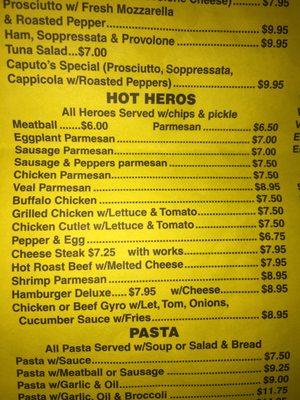 Prosciutto w/ Fresh Mozzarella
& Roasted Pepper..............................$9.95
Ham, Soppressata & Provolone ..................$9.95
Tuna Salad...$7.00
Caputo's Special (Prosciutto, Soppressata,
Cappicola w/Roasted Peppers)......................$9.95
HOT HEROS
All Heroes Served w/chips & pickle
Meatball ......$6.00 Parmesan ................$6.50
Eggplant Parmesan ..................................$7.00
Sausage Parmesan..................................$7.00
Sausage & Peppers parmesan ......................$7.50
Chicken Parmesan..................................$7.50
Veal Parmesan......................................$8.95
Buffalo Chicken ....................................$7.50
Grilled Chicken w/Lettuce & Tomato................$7.50
Chicken Cutlet w/Lettuce & Tomato................$7.50
Pepper & Egg ......................................$6.75
Cheese Steak $7.25 with works..................$7.95
Hot Roast Beef w/Melted Cheese..................$7.95
Shrimp Parmesan ..................................$8.95
Hamburger Deluxe....$7.95 w/Cheese..........$8.95
Chicken or Beef Gyro w/Let, Tom, Onions,
Cucumber Sauce w/Fries............................$8.95
PASTA
All Pasta Served w/Soup or Salad & Bread
Pasta w/Sauce......................................$7.50
Pasta w/Meatball or Sausage ......................$9.25
Pasta w/Garlic & Oil................................$9.00
Pasta w/Garlic, Oil & Broccoli ....................$11.75